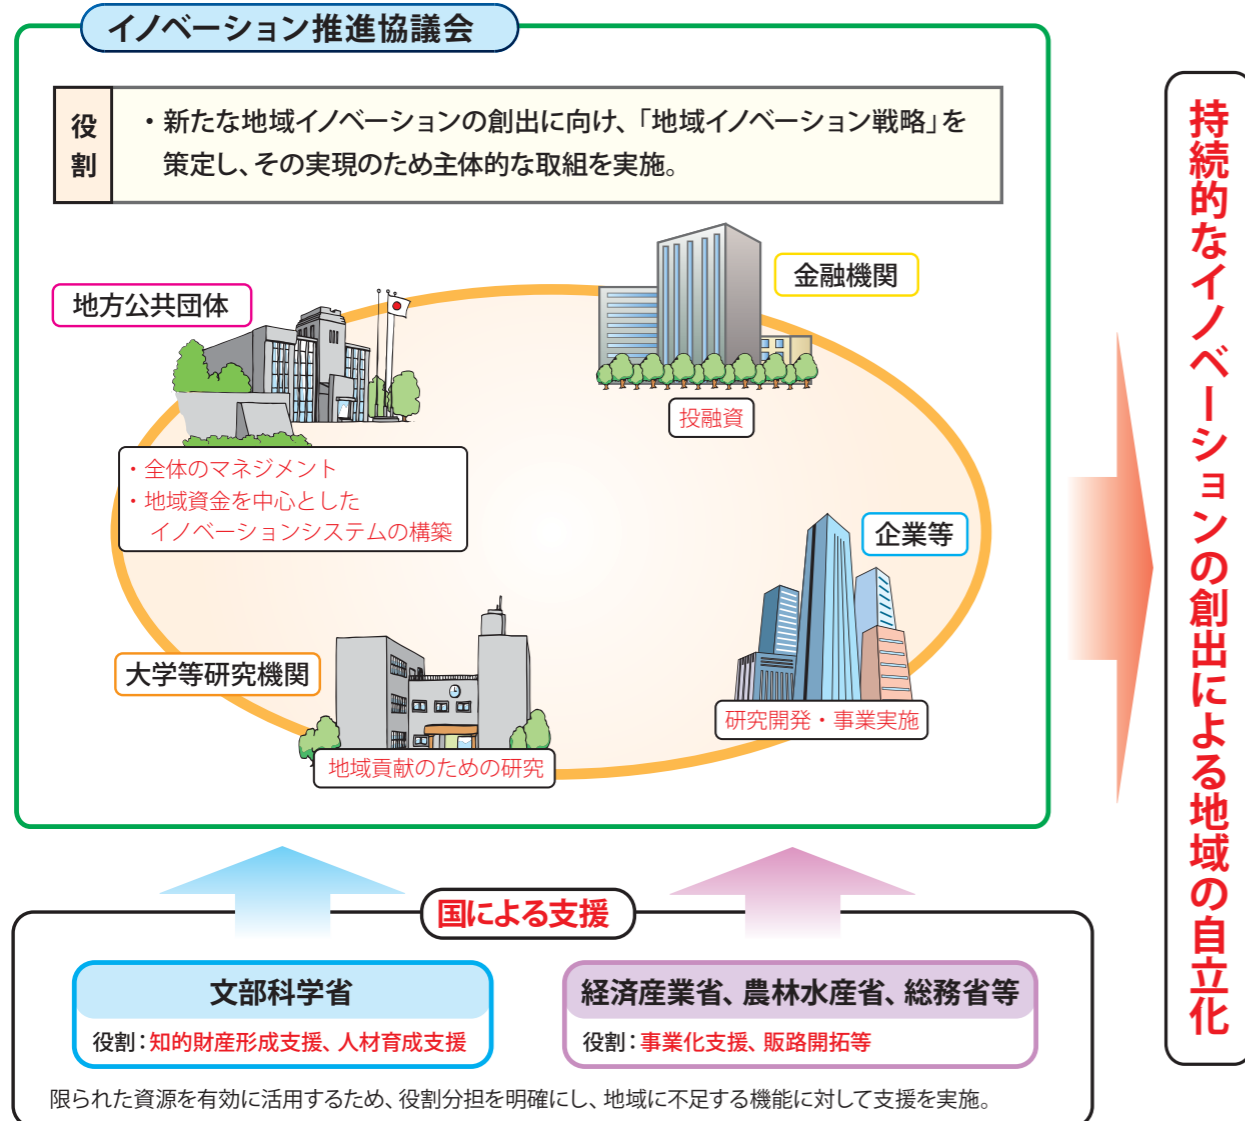 イノベーション推進協議会
役割
・新たな地域イノベーションの創出に向け、「地域イノベーション戦略」を
策定し、その実現のため主体的な取組を実施。
地方公共団体
・全体のマネジメント
・地域資金を中心とした
イノベーションシステムの構築
金融機関
投融資
企業等
研究開発・事業実施
大学等研究機関
地域貢献のための研究
持続的なイノベーションの創出による地域の自立化
国による支援
文部科学省
役割：知的財産形成支援、人材育成支援
経済産業省、農林水産省、総務省等
役割：事業化支援、販路開拓等
限られた資源を有効に活用するため、役割分担を明確にし、地域に不足する機能に対して支援を実施。